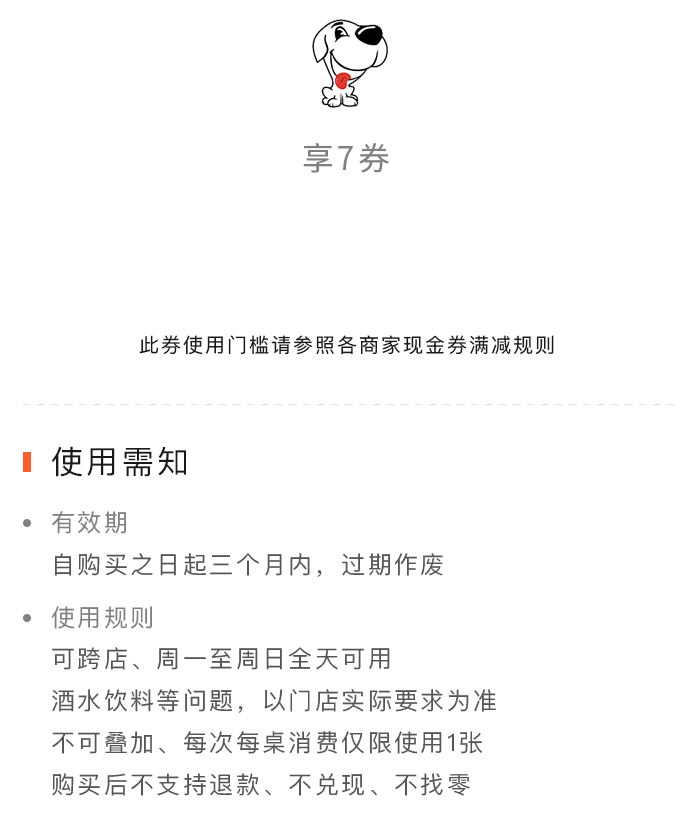 享7券
此券使用门槛请参照各商家现金券满减规则
使用需知
有效期
自购买之日起三个月内，过期作废
使用规则
可跨店、周一至周日全天可用
酒水饮料等问题，以门店实际要求为准
不可叠加、每次每桌消费仅限使用1张
购买后不支持退款、不兑现、不找零